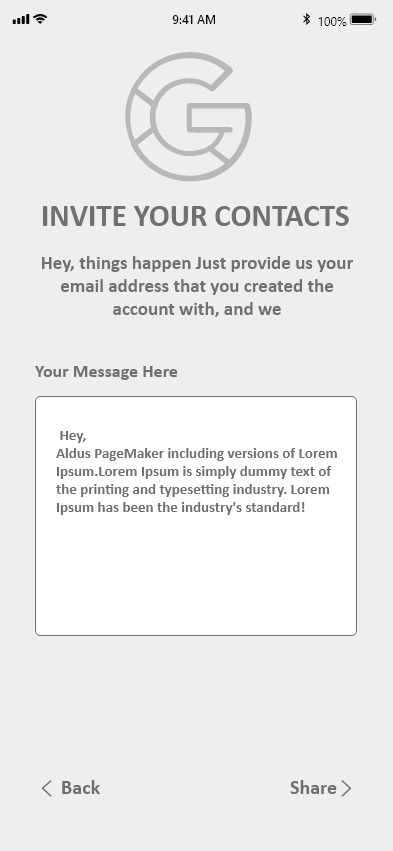 9:41 AM 100%
INVITE YOUR CONTACTS
Hey, things happen Just provide us your
email address that you created the
account with, and we
Your Message Here
Hey,
Aldus PageMaker including versions of Lorem
Ipsum.Lorem Ipsum is simply dummy text of
the printing and typesetting industry. Lorem
Ipsum has been the industry's standard!
Back Share